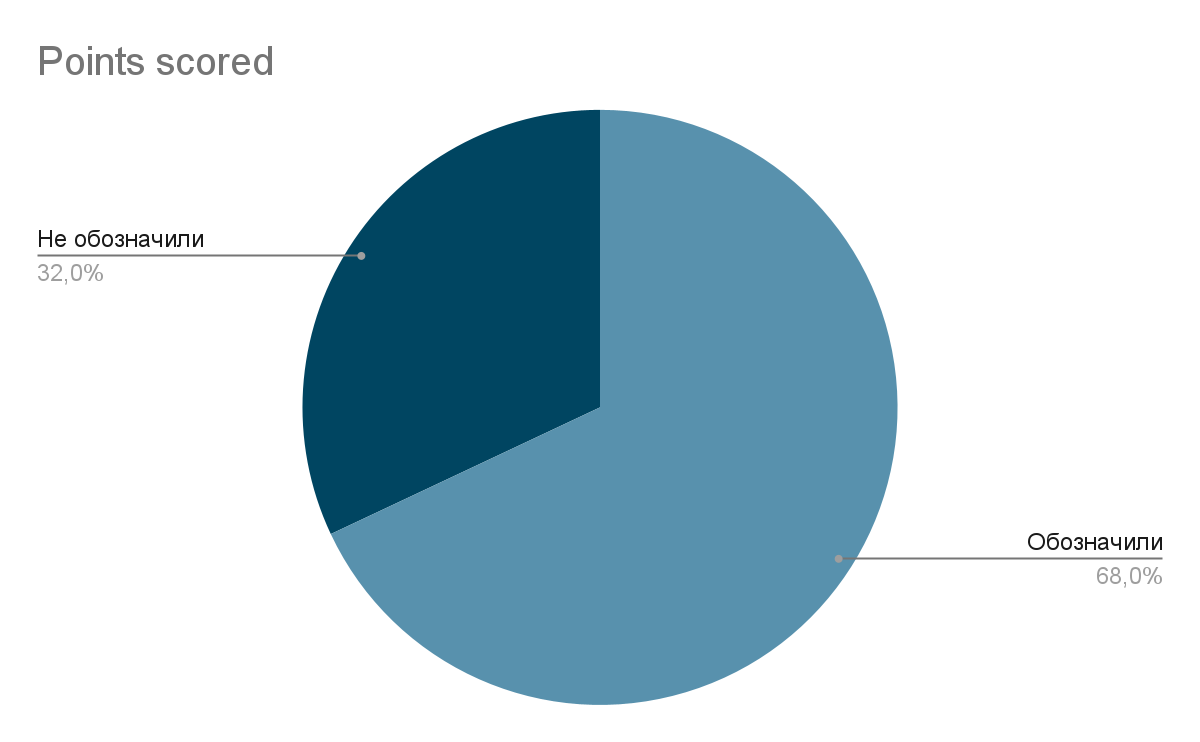 Points scored
Не обозначили
32,0%
Обозначили
68,0%